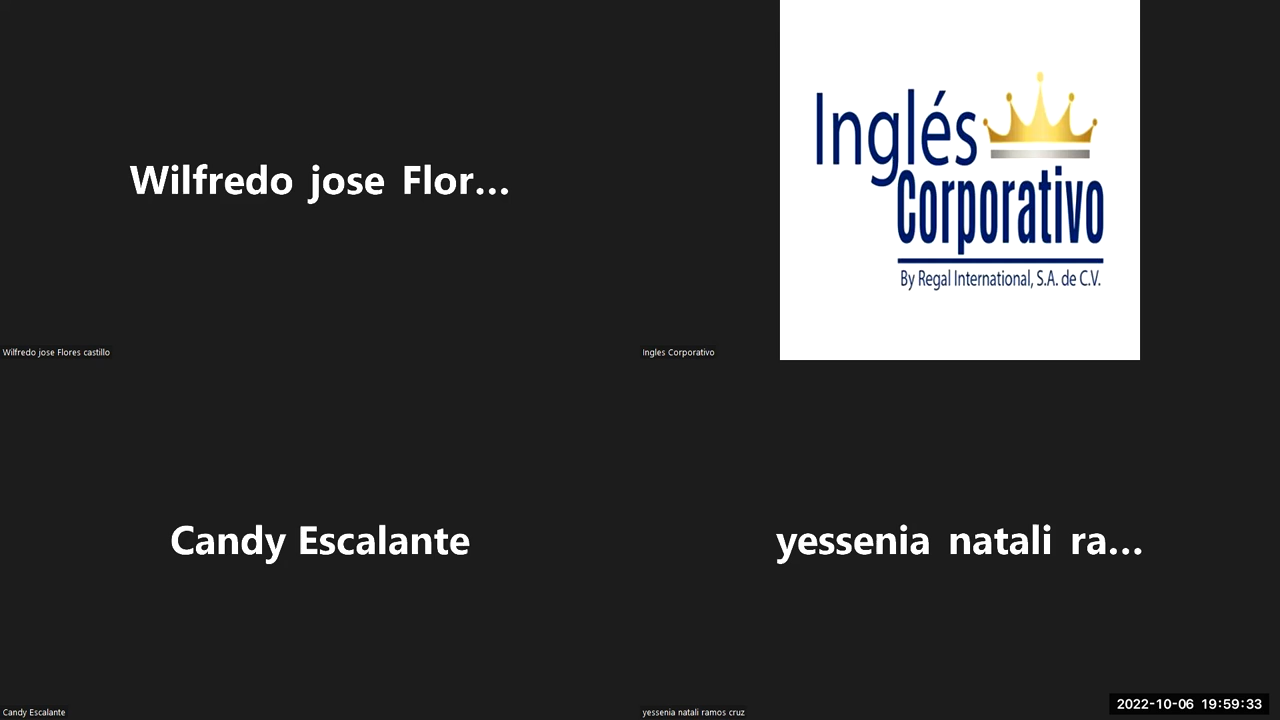 Wilfredo jose Flor...
Wilfredo jose Flores castillo
Inglés
Corporativo
By Regal International, S.A. de C.V.
Ingles Corporativo
Candy Escalante
Candy Escalante
yessenia natali ra...
yessenia natali ramos cruz
2022-10-06 19:59:33